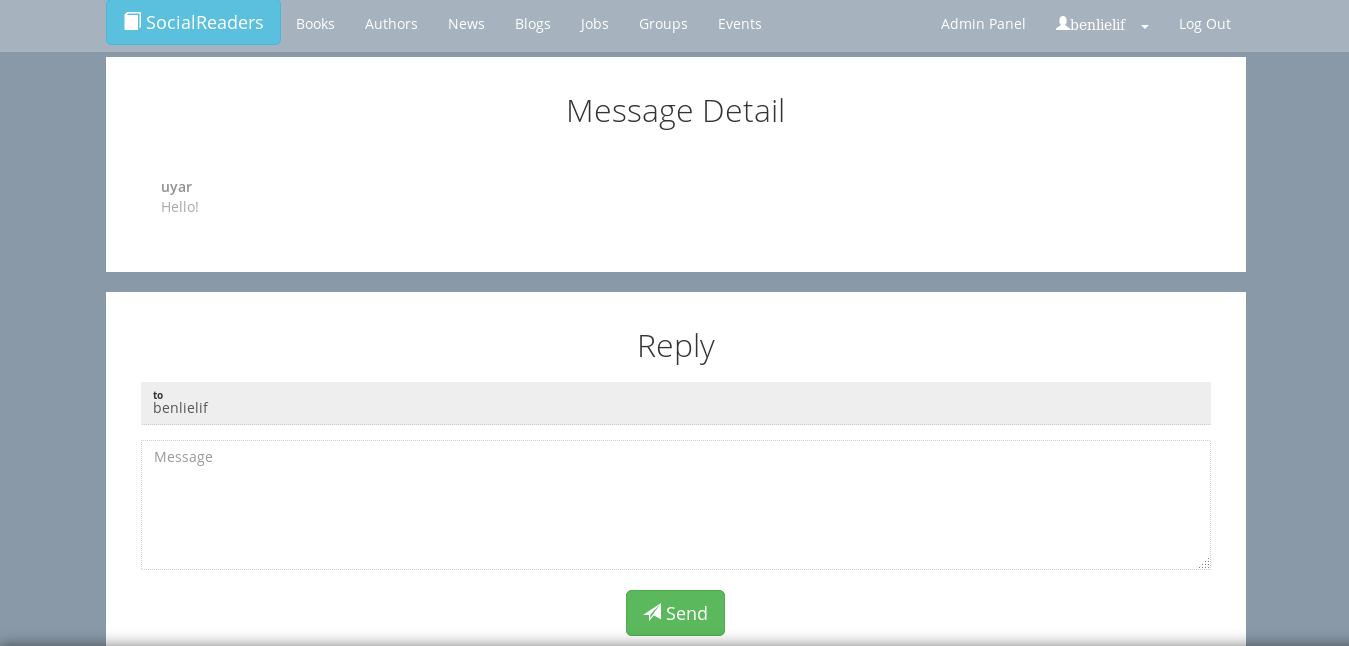 SocialReaders Books Authors News Blogs Jobs Groups Events Admin Panel benlielif Log Out
Message Detail
uyar
Hello!
Reply
to
benlielif
Message
Send